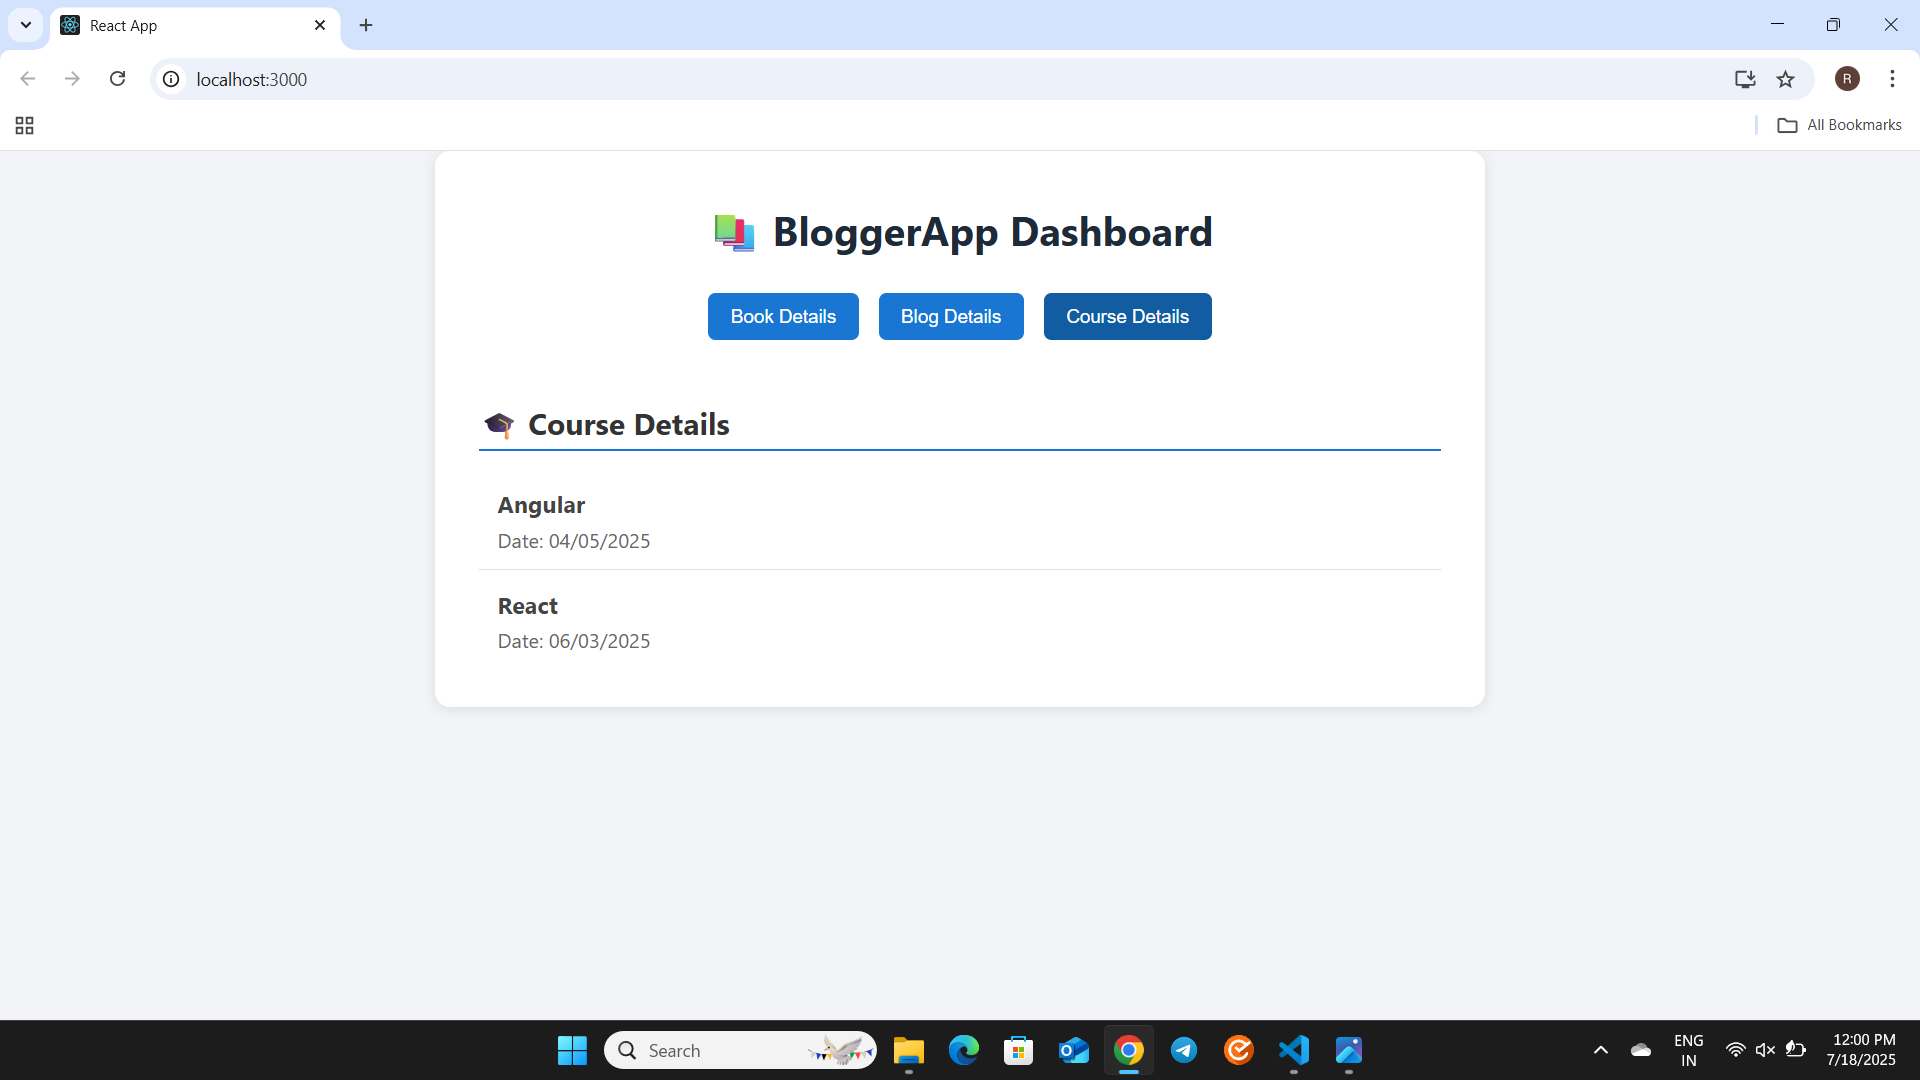 React App
localhost:3000
R
All Bookmarks
BloggerApp Dashboard
Book Details
Blog Details
Course Details
Course Details
Angular
Date: 04/05/2025
React
Date: 06/03/2025
Search
ENG
IN
12:00 PM
7/18/2025